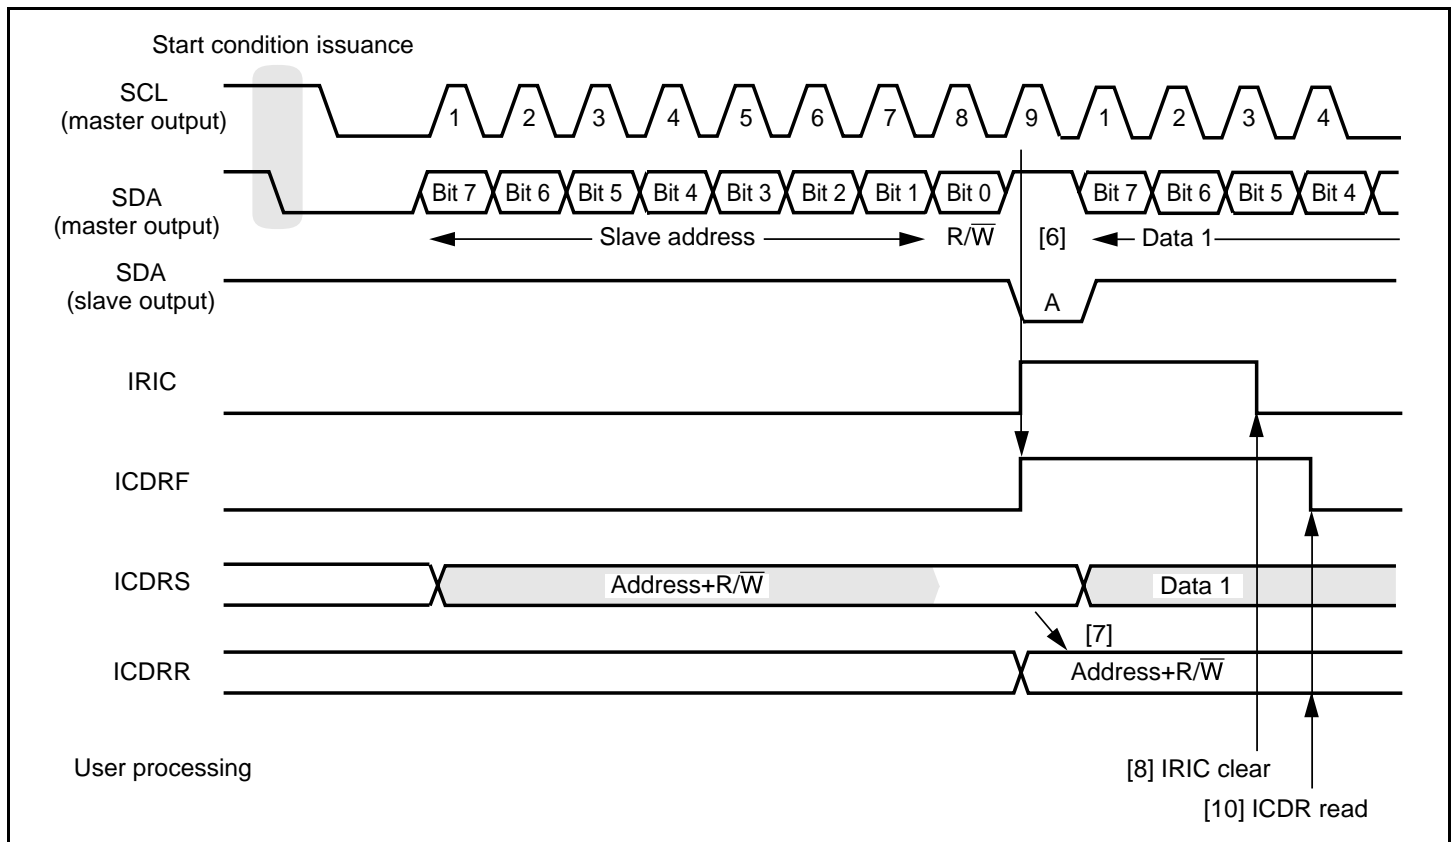 Start condition issuance
SCL
(master output)
1 2 3 4 5 6 7 8 9 1 2 3 4
SDA
(master output)
Bit 7 Bit 6 Bit 5 Bit 4 Bit 3 Bit 2 Bit 1 Bit 0 Bit 7 Bit 6 Bit 5 Bit 4
Slave address R/W̅ [6] Data 1
SDA
(slave output)
A
IRIC
ICDRF
ICDRS Address+R/W̅ Data 1
[7]
ICDRR Address+R/W̅
User processing [8] IRIC clear
[10] ICDR read